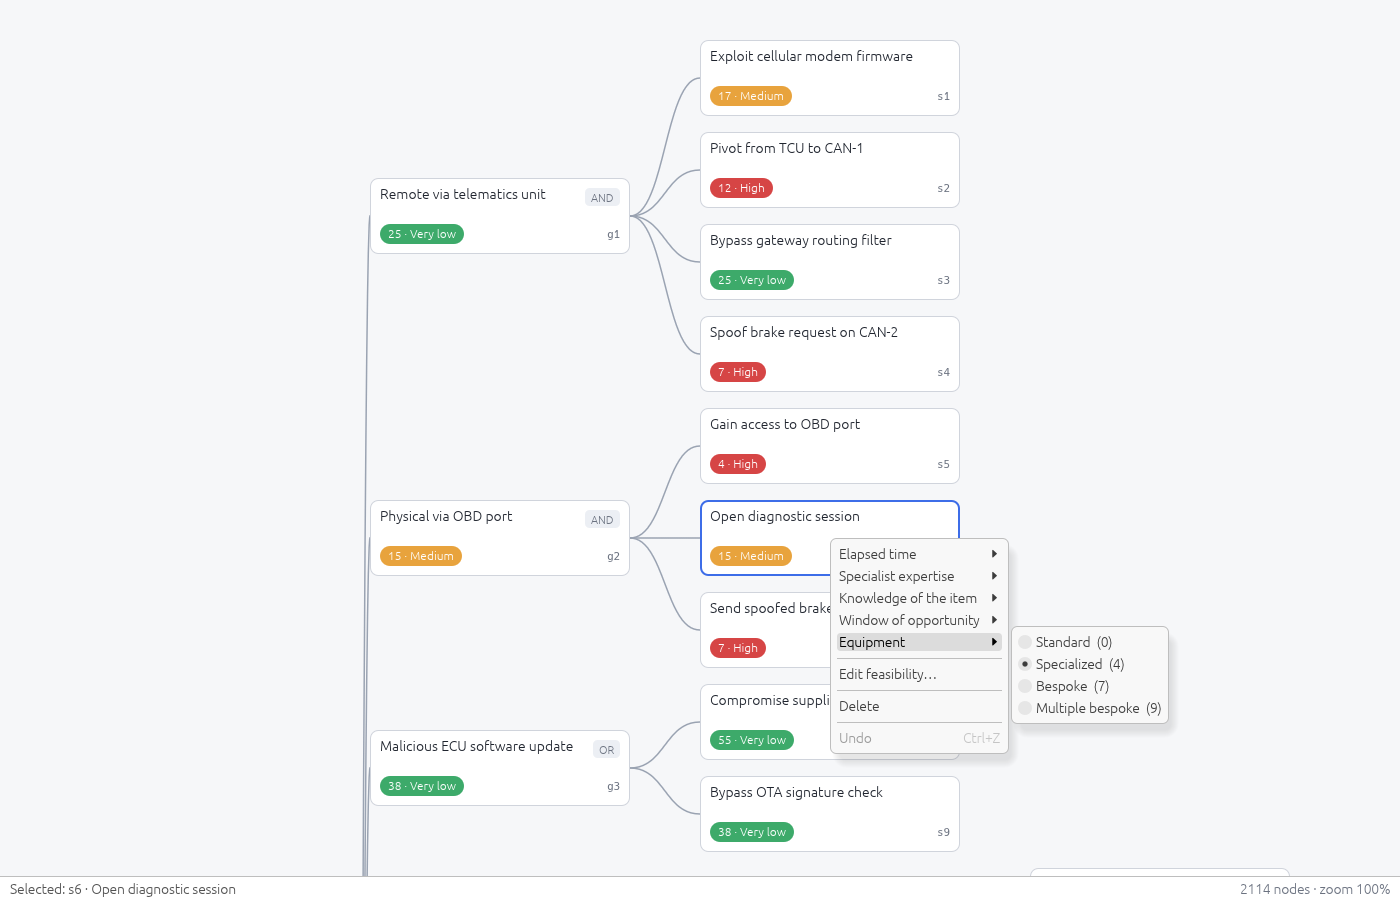 Exploit cellular modem firmware
17 · Medium
s1
Pivot from TCU to CAN-1
12 · High
s2
Remote via telematics unit
AND
25 · Very low
g1
Bypass gateway routing filter
25 · Very low
s3
Spoof brake request on CAN-2
7 · High
s4
Gain access to OBD port
4 · High
s5
Physical via OBD port
AND
15 · Medium
g2
Open diagnostic session
15 · Medium
Send spoofed brake
7 · High
Compromise suppli
55 · Very low
Malicious ECU software update
OR
38 · Very low
g3
Bypass OTA signature check
38 · Very low
s9
Elapsed time
Specialist expertise
Knowledge of the item
Window of opportunity
Equipment
Edit feasibility...
Delete
Undo Ctrl+Z
Standard (0)
Specialized (4)
Bespoke (7)
Multiple bespoke (9)
Selected: s6 · Open diagnostic session
2114 nodes · zoom 100%